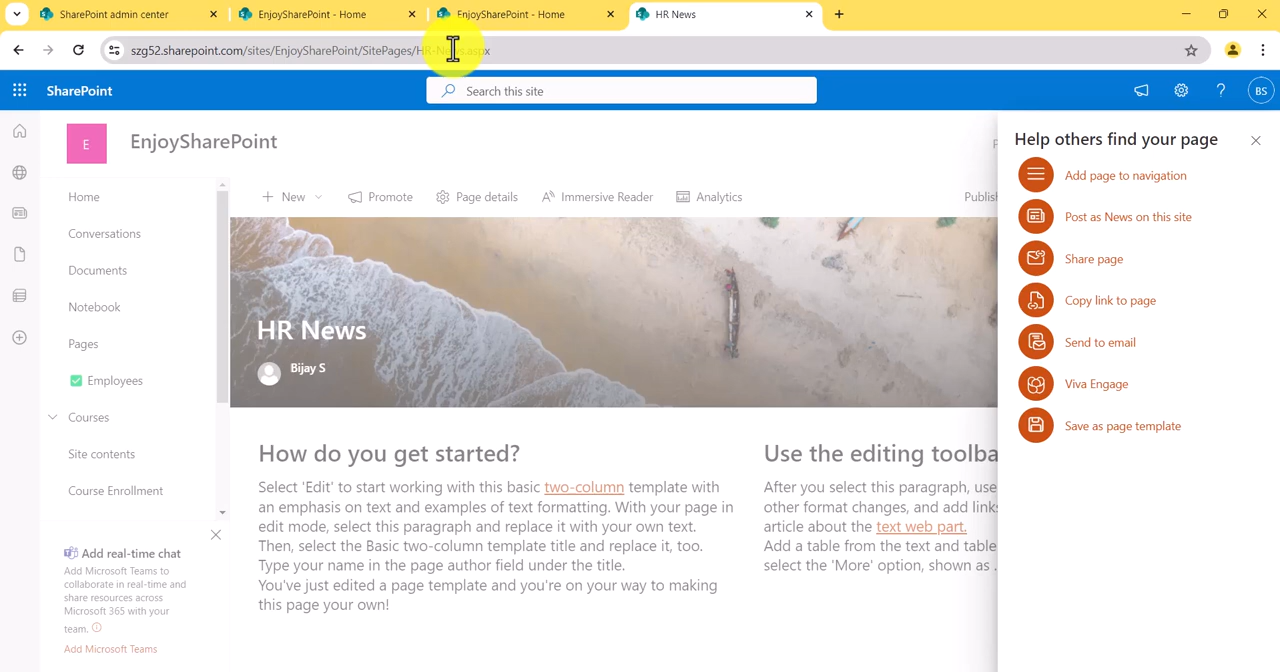 SharePoint admin center
EnjoySharePoint - Home
EnjoySharePoint - Home
HR News
szg52.sharepoint.com/sites/EnjoySharePoint/SitePages/HR-News.aspx
SharePoint
Search this site
BS
E
EnjoySharePoint
Home
Conversations
Documents
Notebook
Pages
Employees
Courses
Site contents
Course Enrollment
Add real-time chat
Add Microsoft Teams to
collaborate in real-time and
share resources across
Microsoft 365 with your
team.
Add Microsoft Teams
New
Promote
Page details
Immersive Reader
Analytics
Publish
HR News
Bijay S
How do you get started?
Select 'Edit' to start working with this basic two-column template with
an emphasis on text and examples of text formatting. With your page in
edit mode, select this paragraph and replace it with your own text.
Then, select the Basic two-column template title and replace it, too.
Type your name in the page author field under the title.
You've just edited a page template and you're on your way to making
this page your own!
Use the editing toolba
After you select this paragraph, use
other format changes, and add links
article about the text web part.
Add a table from the text and table
select the 'More' option, shown as .
Help others find your page
Add page to navigation
Post as News on this site
Share page
Copy link to page
Send to email
Viva Engage
Save as page template